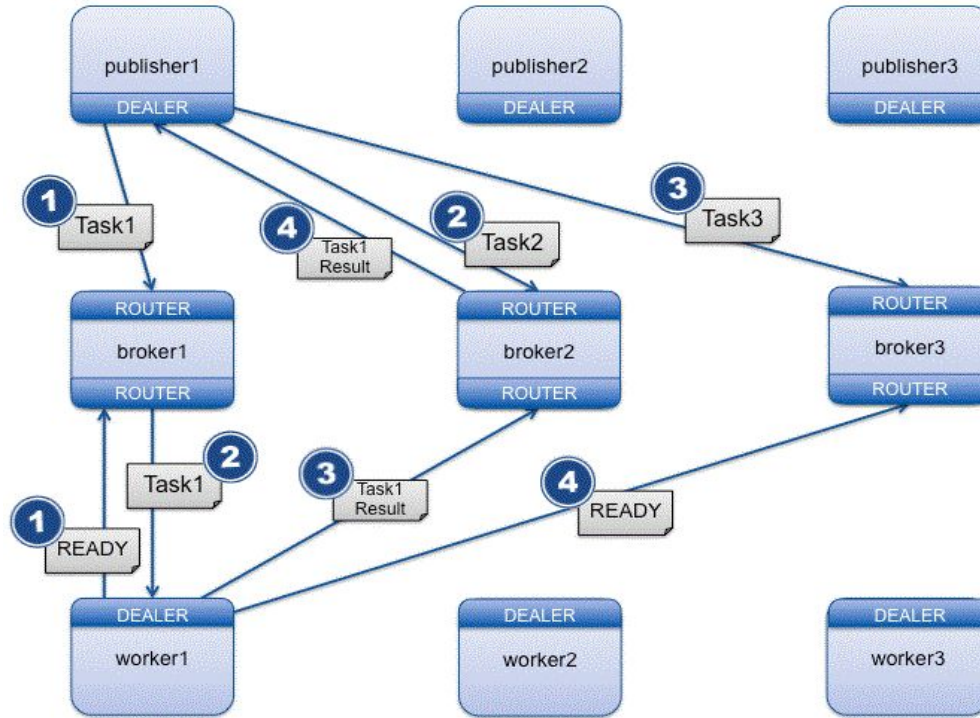 publisher1
DEALER
publisher2
DEALER
publisher3
DEALER
1
Task1
4
Task1
Result
2
Task2
3
Task3
ROUTER
broker1
ROUTER
ROUTER
broker2
ROUTER
ROUTER
broker3
ROUTER
1
READY
2
Task1
3
Task1
Result
4
READY
DEALER
worker1
DEALER
worker2
DEALER
worker3